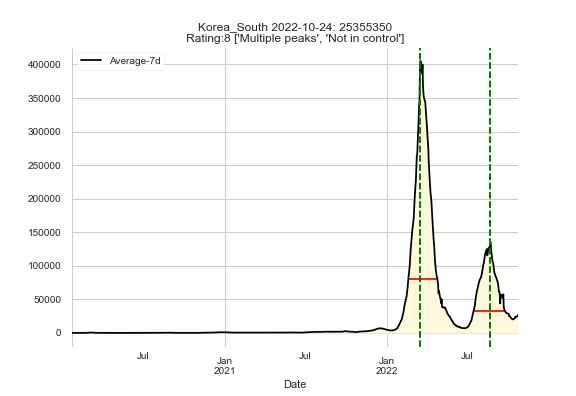 Korea_South 2022-10-24: 25355350
Rating:8 ['Multiple peaks', 'Not in control']
Average-7d
400000
350000
300000
250000
200000
150000
100000
50000
0
Jul
Jan
2021
Jul
Jan
2022
Jul
Date